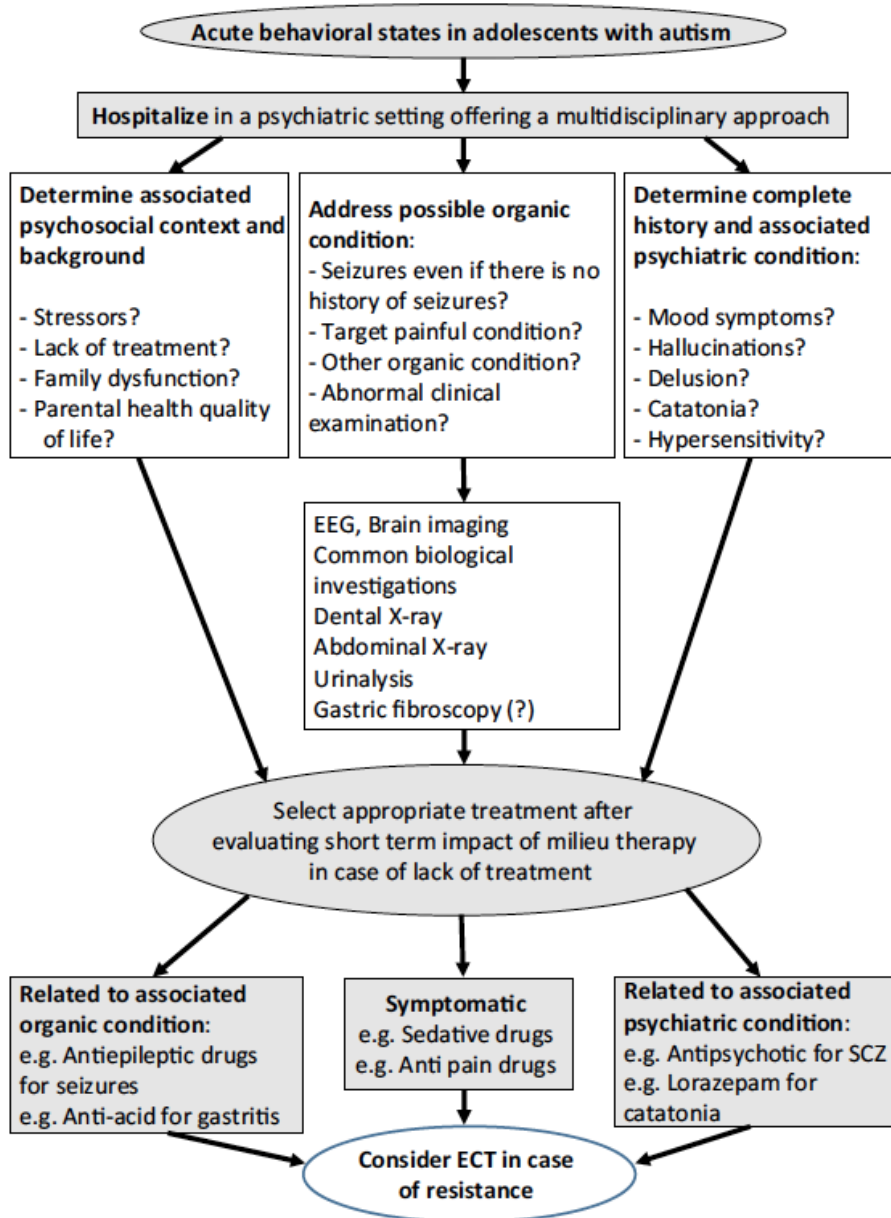 Acute behavioral states in adolescents with autism
Hospitalize in a psychiatric setting offering a multidisciplinary approach
Determine associated
psychosocial context and
background
- Stressors?
- Lack of treatment?
- Family dysfunction?
- Parental health quality
of life?
Address possible organic
condition:
- Seizures even if there is no
history of seizures?
- Target painful condition?
- Other organic condition?
- Abnormal clinical
examination?
Determine complete
history and associated
psychiatric condition:
- Mood symptoms?
- Hallucinations?
- Delusion?
- Catatonia?
- Hypersensitivity?
EEG, Brain imaging
Common biological
investigations
Dental X-ray
Abdominal X-ray
Urinalysis
Gastric fibroscopy (?)
Select appropriate treatment after
evaluating short term impact of milieu therapy
in case of lack of treatment
Related to associated
organic condition:
e.g. Antiepileptic drugs
for seizures
e.g. Anti-acid for gastritis
Symptomatic
e.g. Sedative drugs
e.g. Anti pain drugs
Related to associated
psychiatric condition:
e.g. Antipsychotic for SCZ
e.g. Lorazepam for
catatonia
Consider ECT in case
of resistance